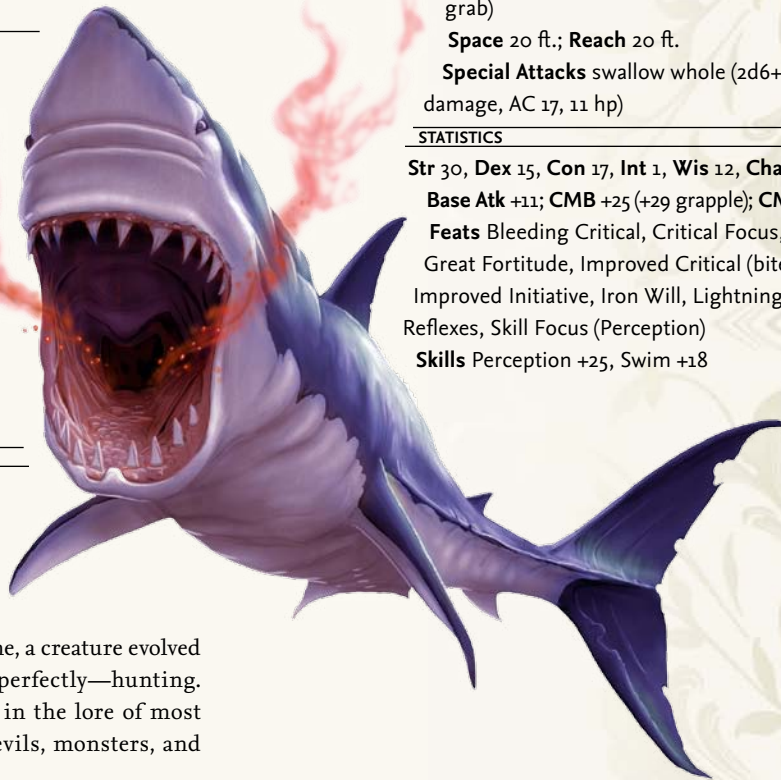 grab)
Space 20 ft.; Reach 20 ft.
Special Attacks swallow whole (2d6+
damage, AC 17, 11 hp)
STATISTICS
Str 30, Dex 15, Con 17, Int 1, Wis 12, Cha
Base Atk +11; CMB +25 (+29 grapple); CM
Feats Bleeding Critical, Critical Focus,
Great Fortitude, Improved Critical (bite
Improved Initiative, Iron Will, Lightning
Reflexes, Skill Focus (Perception)
Skills Perception +25, Swim +18
ne, a creature evolved
perfectly—hunting.
in the lore of most
evils, monsters, and